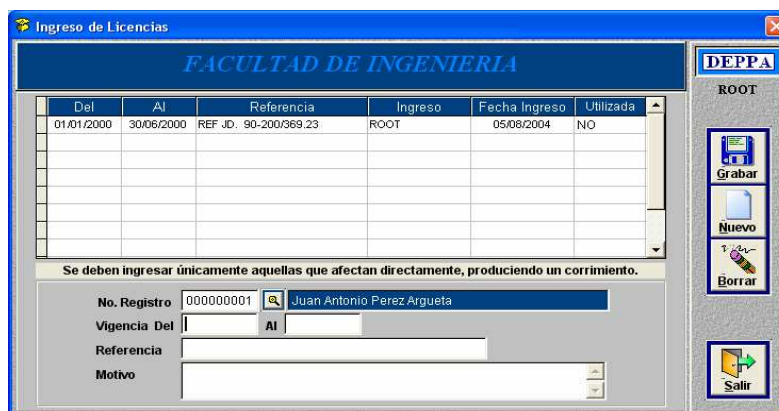 Ingreso de Licencias
FACULTAD DE INGENIERIA
DEPPA
ROOT
Del Al Referencia Ingreso Fecha Ingreso Utilizada
01/01/2000 30/06/2000 REF JD. 90-200/369.23 ROOT 05/08/2004 NO
Grabar
Nuevo
Borrar
Se deben ingresar únicamente aquellas que afectan directamente, produciendo un corrimiento.
No. Registro 000000001 Juan Antonio Perez Argueta
Vigencia Del Al
Referencia
Motivo
Salir